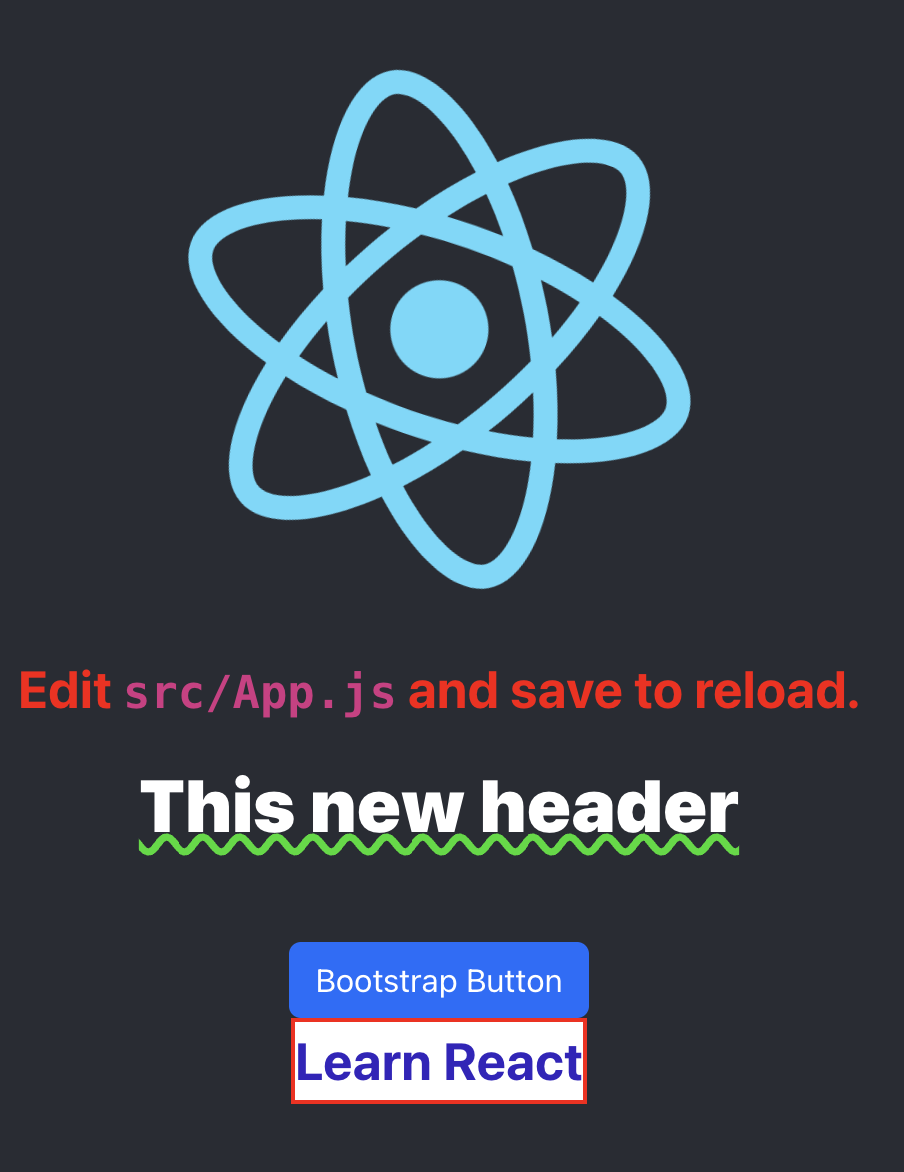 Edit src/App.js and save to reload.
This new header
Bootstrap Button
Learn React